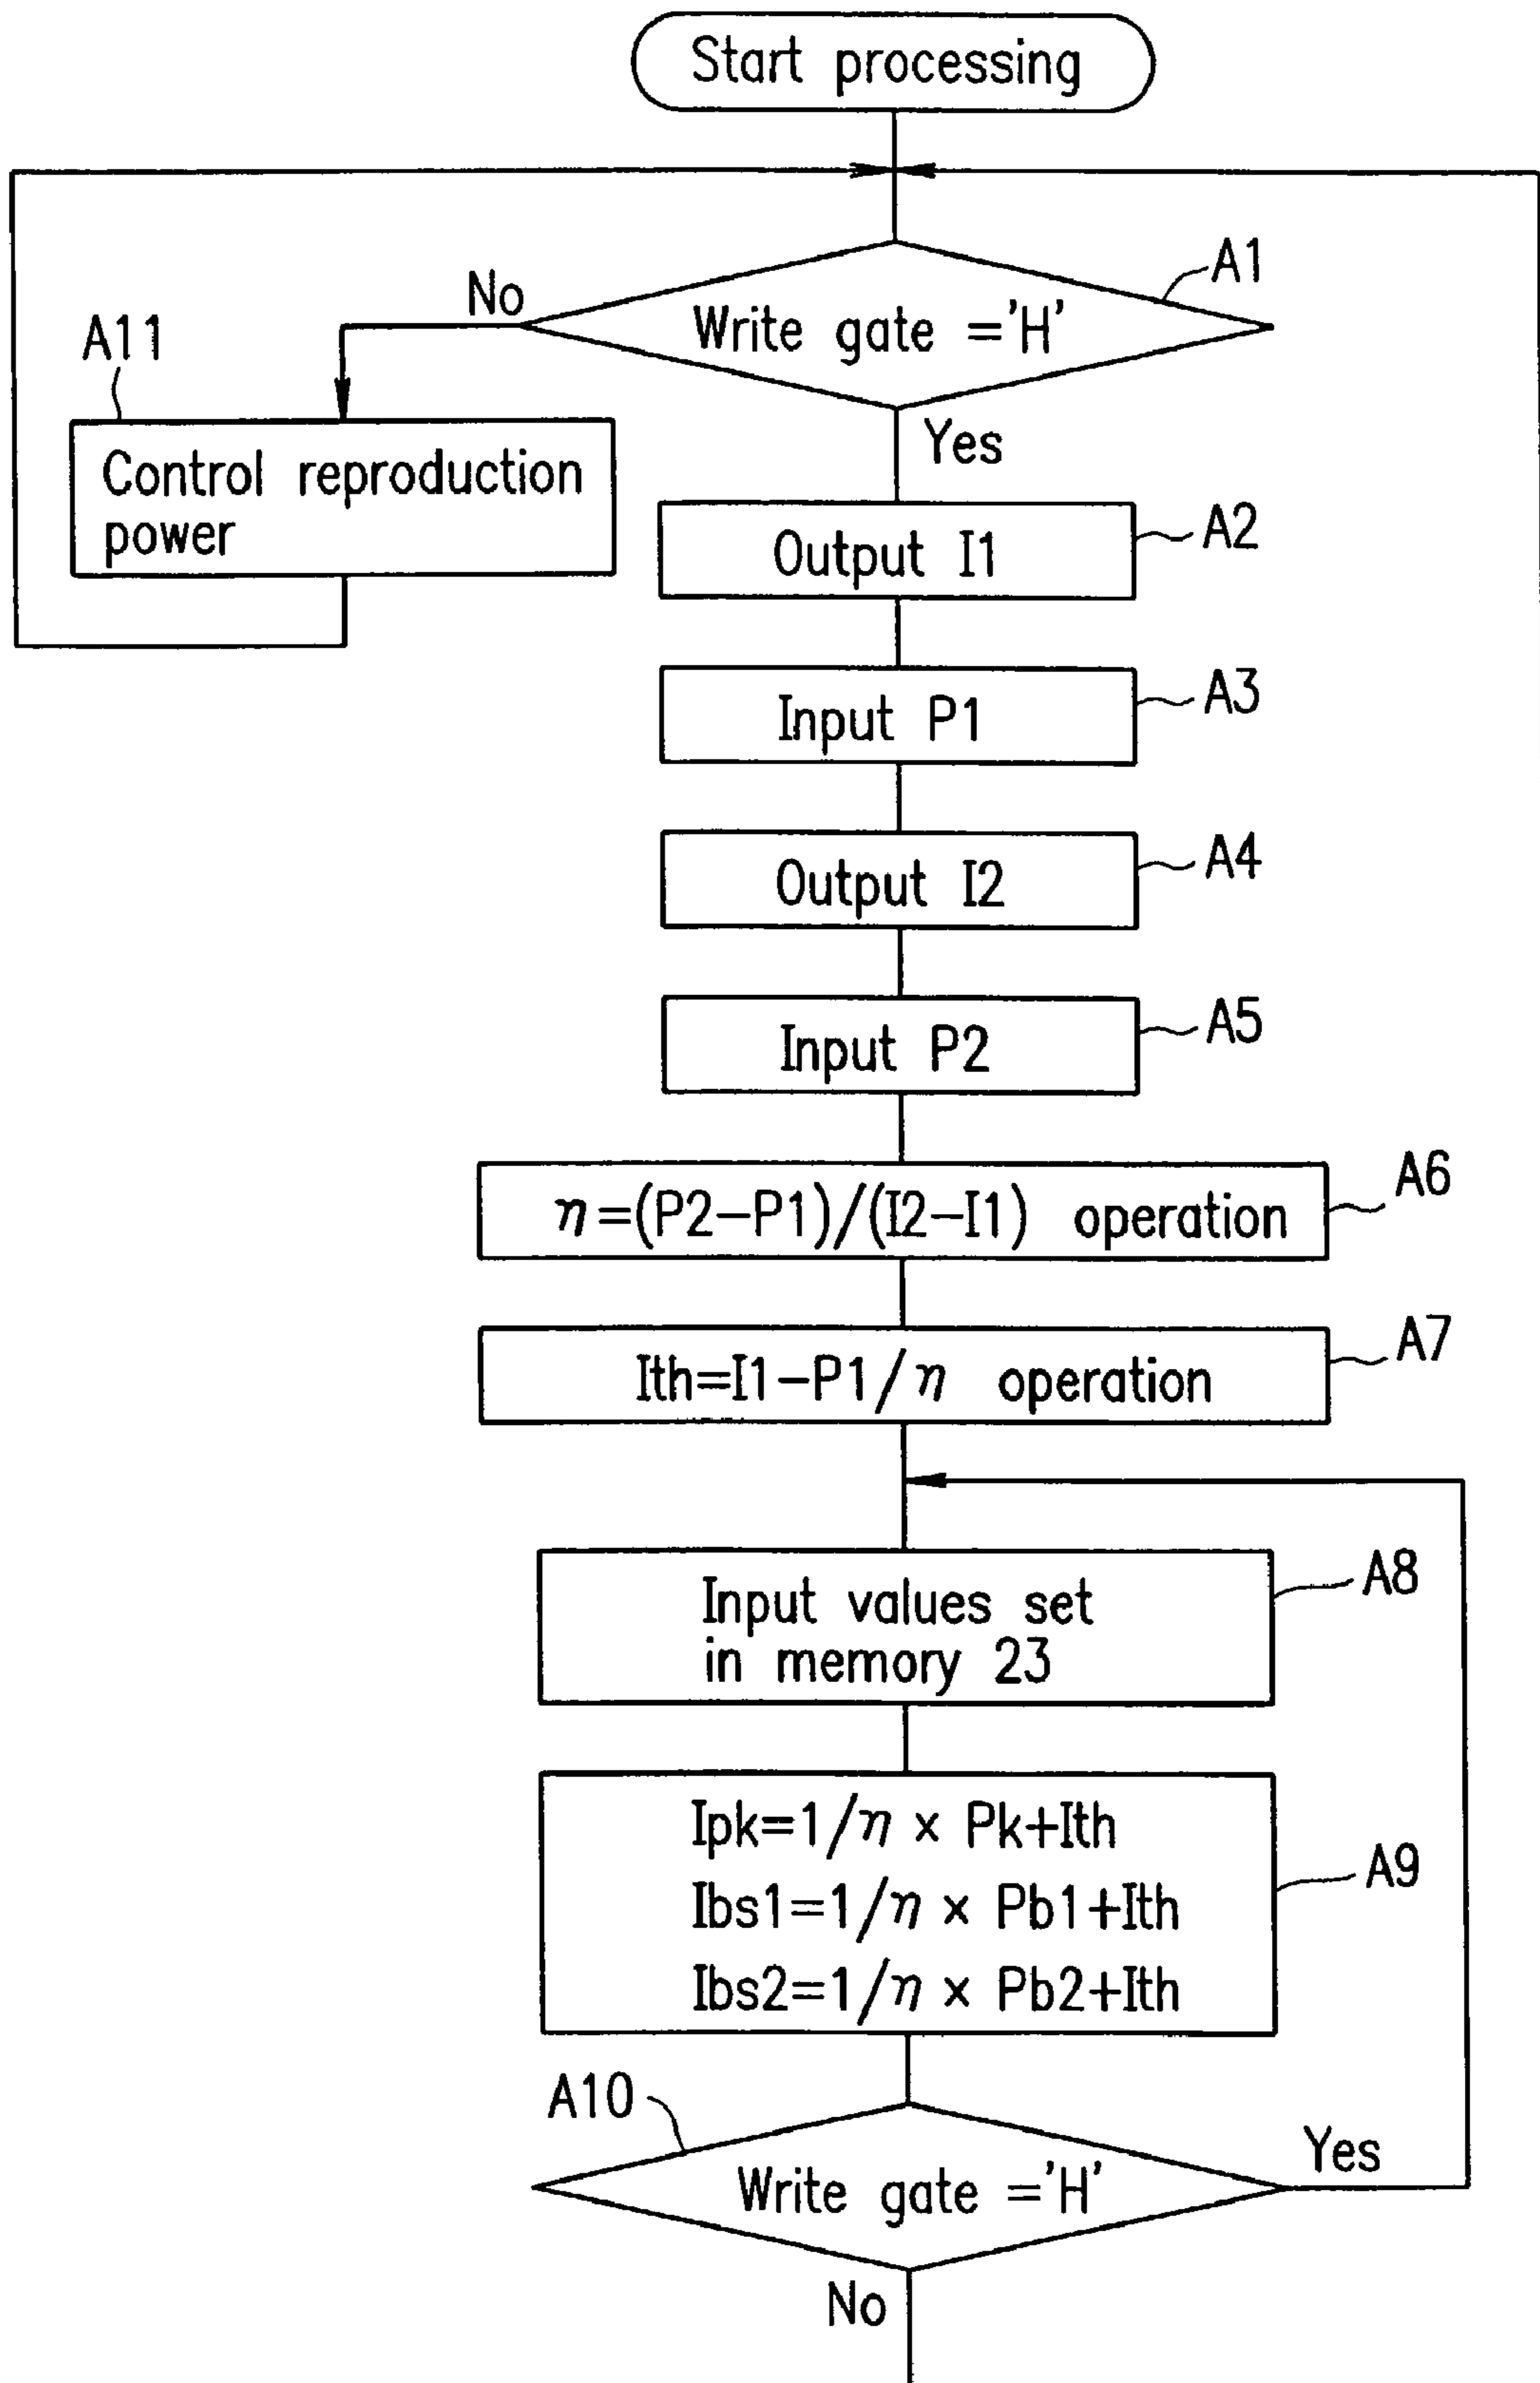 Start processing
A1
No
Write gate ='H'
A11
Yes
Control reproduction
power
A2
Output I1
A3
Input P1
A4
Output I2
A5
Input P2
A6
η=(P2−P1)/(I2−I1) operation
A7
Ith=I1−P1/η operation
A8
Input values set
in memory 23
Ipk=1/η × Pk+Ith
A9
Ibs1=1/η × Pb1+Ith
Ibs2=1/η × Pb2+Ith
A10
Yes
Write gate ='H'
No